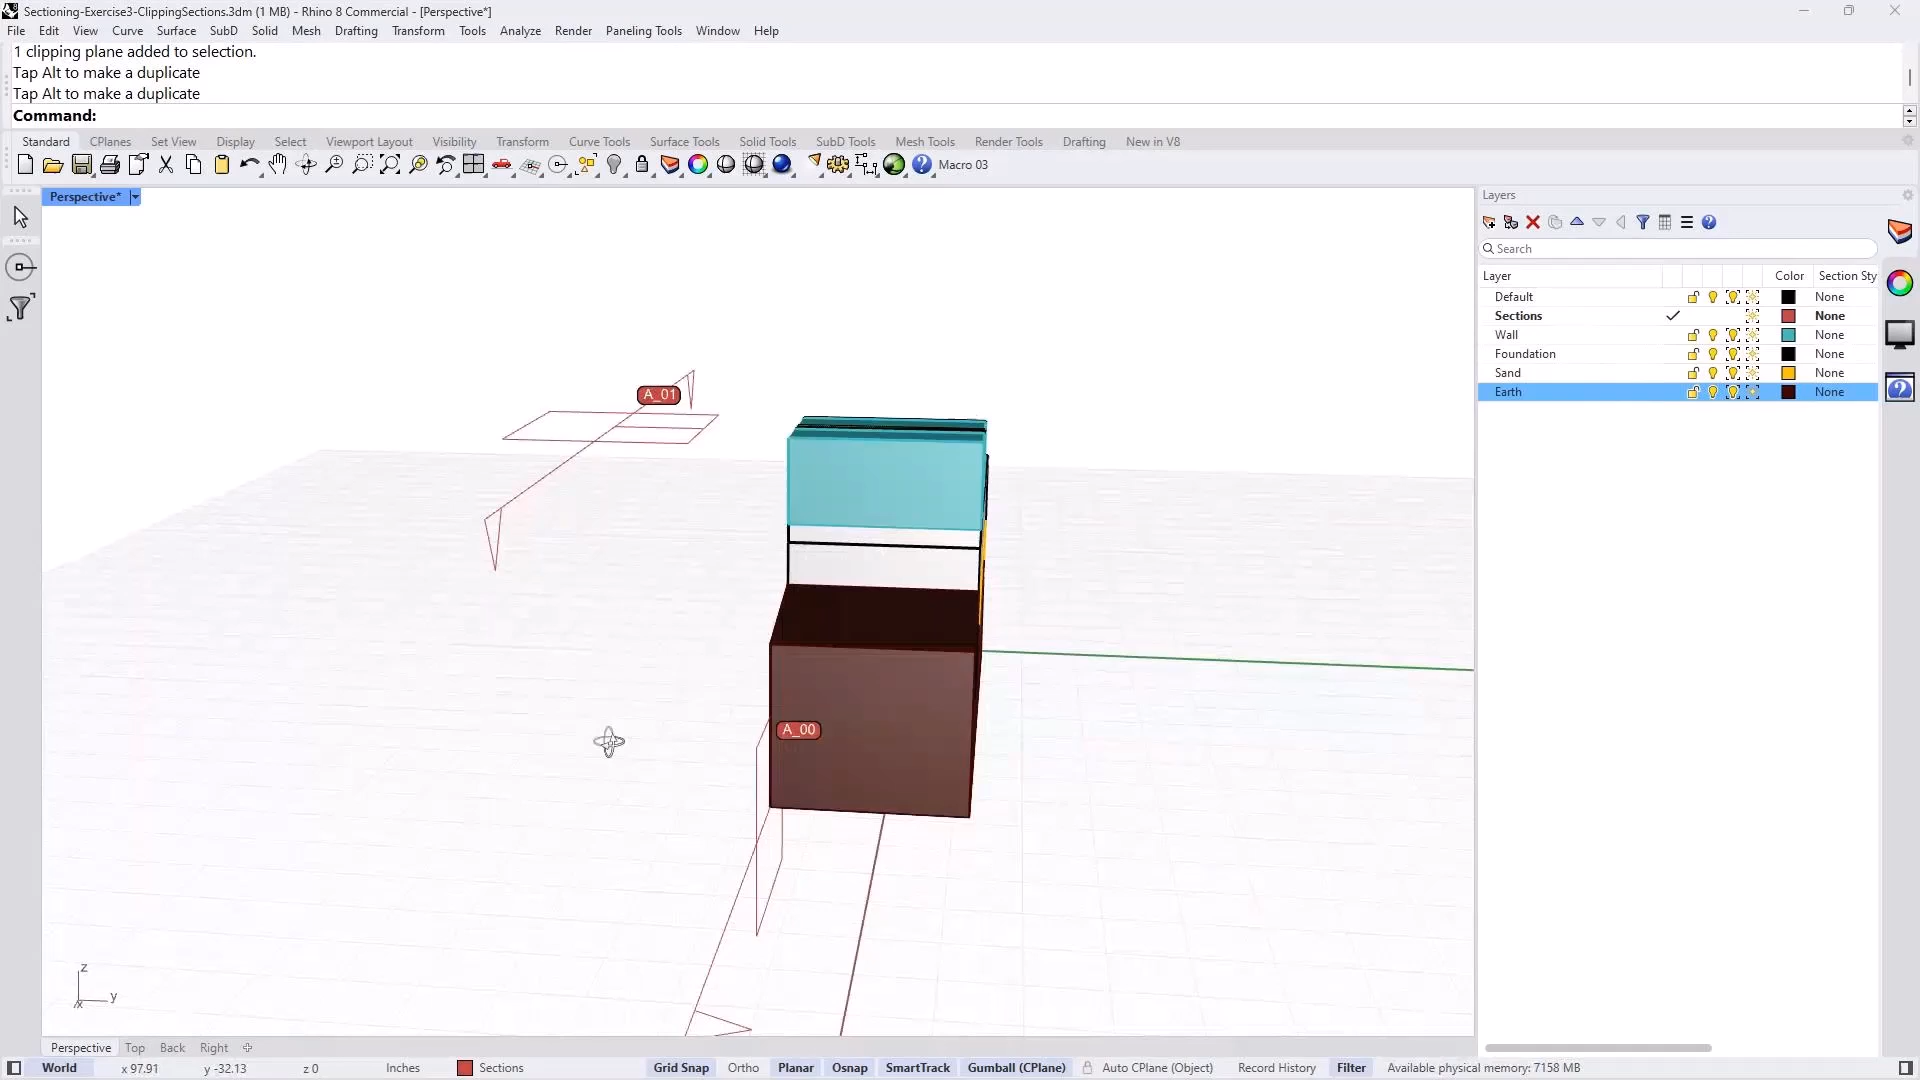 Sectioning-Exercise3-ClippingSections.3dm (1 MB) - Rhino 8 Commercial - [Perspective*]
File Edit View Curve Surface SubD Solid Mesh Drafting Transform Tools Analyze Render Paneling Tools Window Help
1 clipping plane added to selection.
Tap Alt to make a duplicate
Tap Alt to make a duplicate
Command:
Standard CPlanes Set View Display Select Viewport Layout Visibility Transform Curve Tools Surface Tools Solid Tools SubD Tools Mesh Tools Render Tools Drafting New in V8
Macro 03
Perspective*
Layers
Search
Layer Color Section Sty
Default None
Sections None
Wall None
Foundation None
Sand None
Earth None
A_01
A_00
z
y
x
Perspective Top Back Right
World x 97.91 y -32.13 z 0 Inches Sections Grid Snap Ortho Planar Osnap SmartTrack Gumball (CPlane) Auto CPlane (Object) Record History Filter Available physical memory: 7158 MB